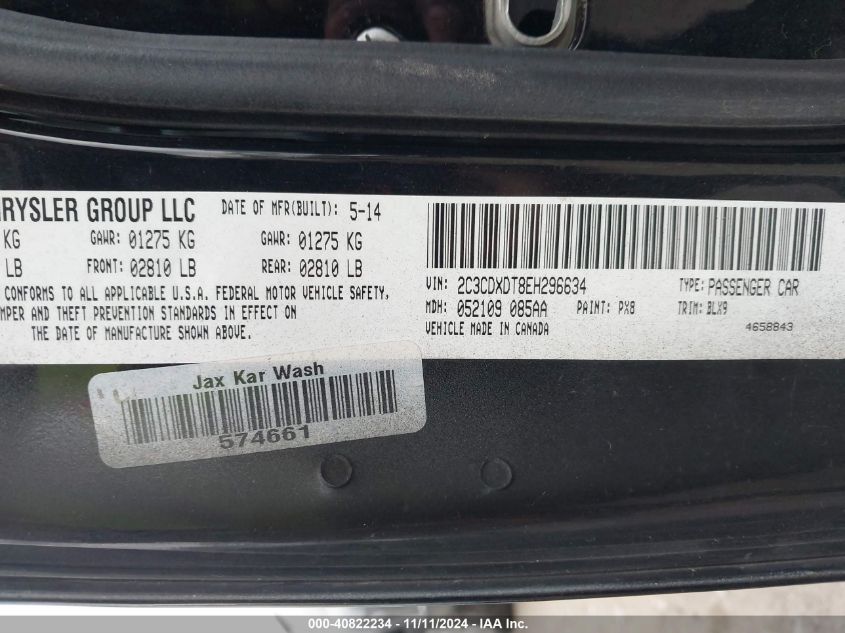 RYSLER GROUP LLC DATE OF MFR(BUILT): 5-14
KG GAWR: 01275 KG GAWR: 01275 KG
LB FRONT: 02810 LB REAR: 02810 LB
CONFORMS TO ALL APPLICABLE U.S.A. FEDERAL MOTOR VEHICLE SAFETY,
MPER AND THEFT PREVENTION STANDARDS IN EFFECT ON
THE DATE OF MANUFACTURE SHOWN ABOVE.
VIN: 2C3CDXDT8EH296634 TYPE: PASSENGER CAR
MDH: 052109 085AA PAINT: PX8 TRIM: BLX9
VEHICLE MADE IN CANADA 4658843
Jax Kar Wash
574661
000-40822234 - 11/11/2024 - IAAI.com